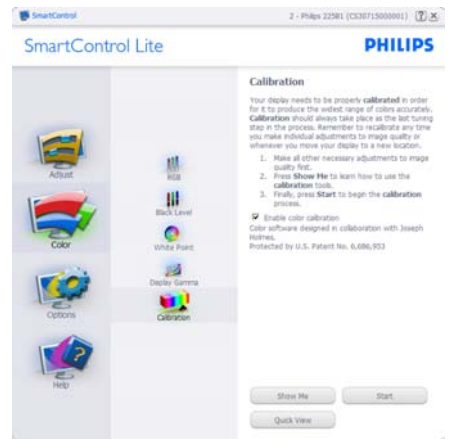 SmartControl
2 - Philips 225B1 (CS30715000001)
SmartControl Lite
PHILIPS
Adjust
Color
Options
Help
RGB
Black Level
White Point
Display Gamma
Calibration
Calibration
Your display needs to be properly calibrated in order
for it to produce the widest range of colors accurately.
Calibration should always take place as the last tuning
step in the process. Remember to recalibrate any time
you make individual adjustments to image quality or
whenever you move your display to a new location.
1. Make all other necessary adjustments to image
quality first.
2. Press Show Me to learn how to use the
calibration tools.
3. Finally, press Start to begin the calibration
process.
Enable color calibration
Color software designed in collaboration with Joseph
Holmes.
Protected by U.S. Patent No. 6,686,953
Show Me
Start
Quick View